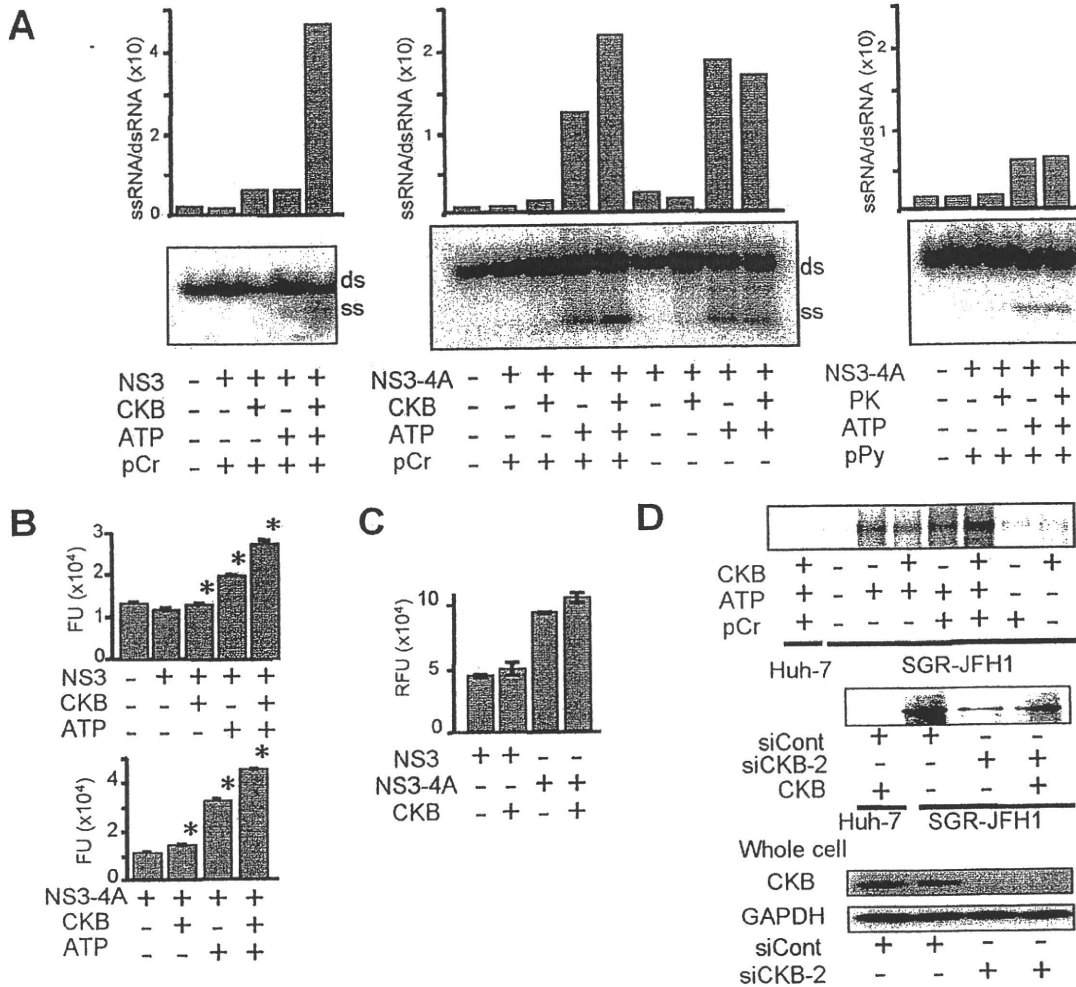 A
ssRNA/dsRNA (x10)
4
2
0
ds
ss
NS3 - + + + +
CKB - - + - +
ATP - - - + +
pCr - + + + +
ssRNA/dsRNA (x10)
2
1
0
ds
ss
NS3-4A - + + + + + + + +
CKB - - + - + - + - +
ATP - - - + + - - + +
pCr - + + + + - - - -
ssRNA/dsRNA (x10)
2
1
0
NS3-4A - + + + +
PK - - + - +
ATP - - - + +
pPy - + + + +
B
FU (x10⁴)
3
2
1
0
* * *
NS3 - + + + +
CKB - - + - +
ATP - - - + +
FU (x10⁴)
4
2
0
* * *
NS3-4A + + + +
CKB - + - +
ATP - - + +
C
RFU (x10⁴)
10
5
0
NS3 + + - -
NS3-4A - - + +
CKB - + - +
D
CKB + - - + - + - +
ATP + - + + + + - -
pCr + - - - + + + -
Huh-7 SGR-JFH1
siCont + + - -
siCKB-2 - - + +
CKB + - - +
Huh-7 SGR-JFH1
Whole cell
CKB
GAPDH
siCont + + - -
siCKB-2 - - + +